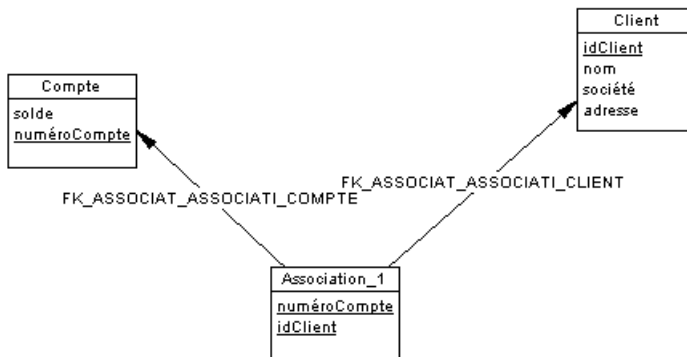 Client
idClient
nom
société
adresse
Compte
solde
numéroCompte
FK_ASSOCIAT_ASSOCIATI_CLIENT
FK_ASSOCIAT_ASSOCIATI_COMPTE
Association_1
numéroCompte
idClient